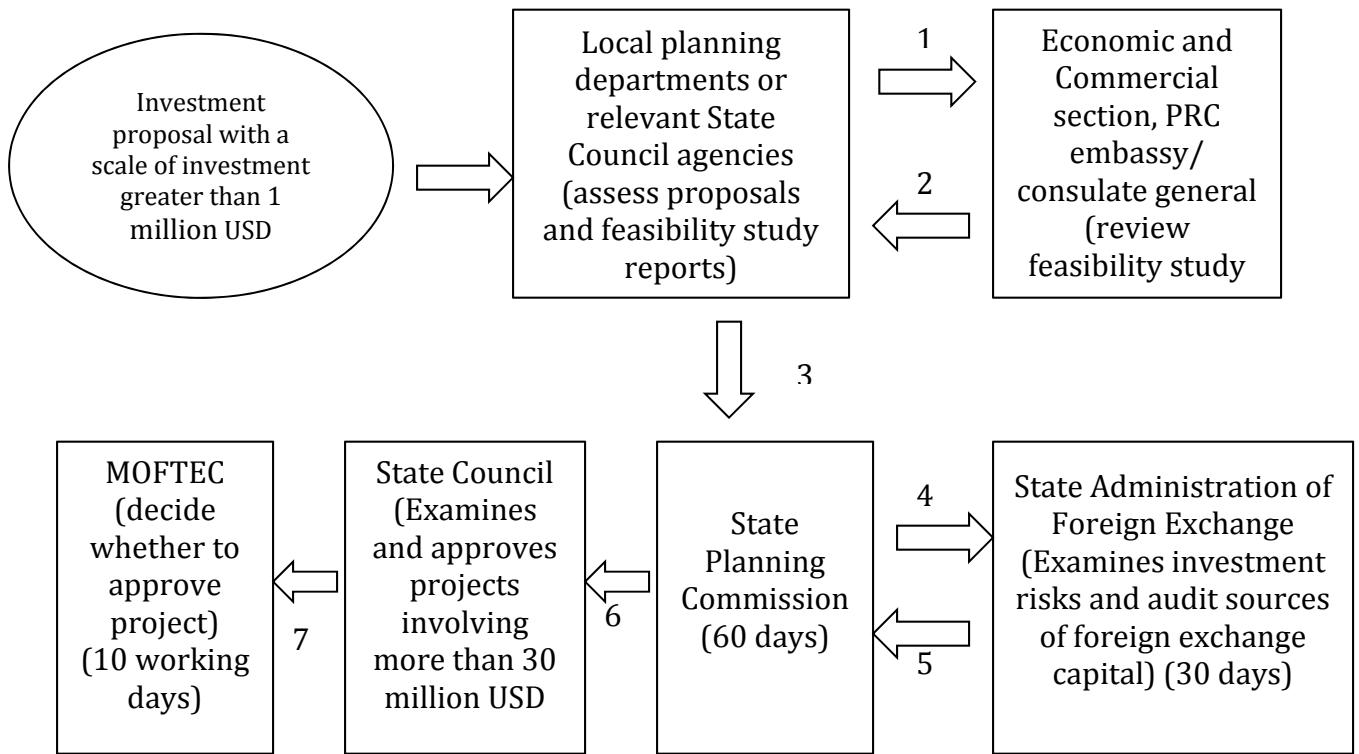 Investment
proposal with a
scale of investment
greater than 1
million USD
Local planning
departments or
relevant State
Council agencies
(assess proposals
and feasibility study
reports)
1
2
Economic and
Commercial
section, PRC
embassy/
consulate general
(review
feasibility study
3
MOFTEC
(decide
whether to
approve
project)
(10 working
days)
7
State Council
(Examines
and approves
projects
involving
more than 30
million USD
6
State
Planning
Commission
(60 days)
4
5
State Administration of
Foreign Exchange
(Examines investment
risks and audit sources
of foreign exchange
capital) (30 days)